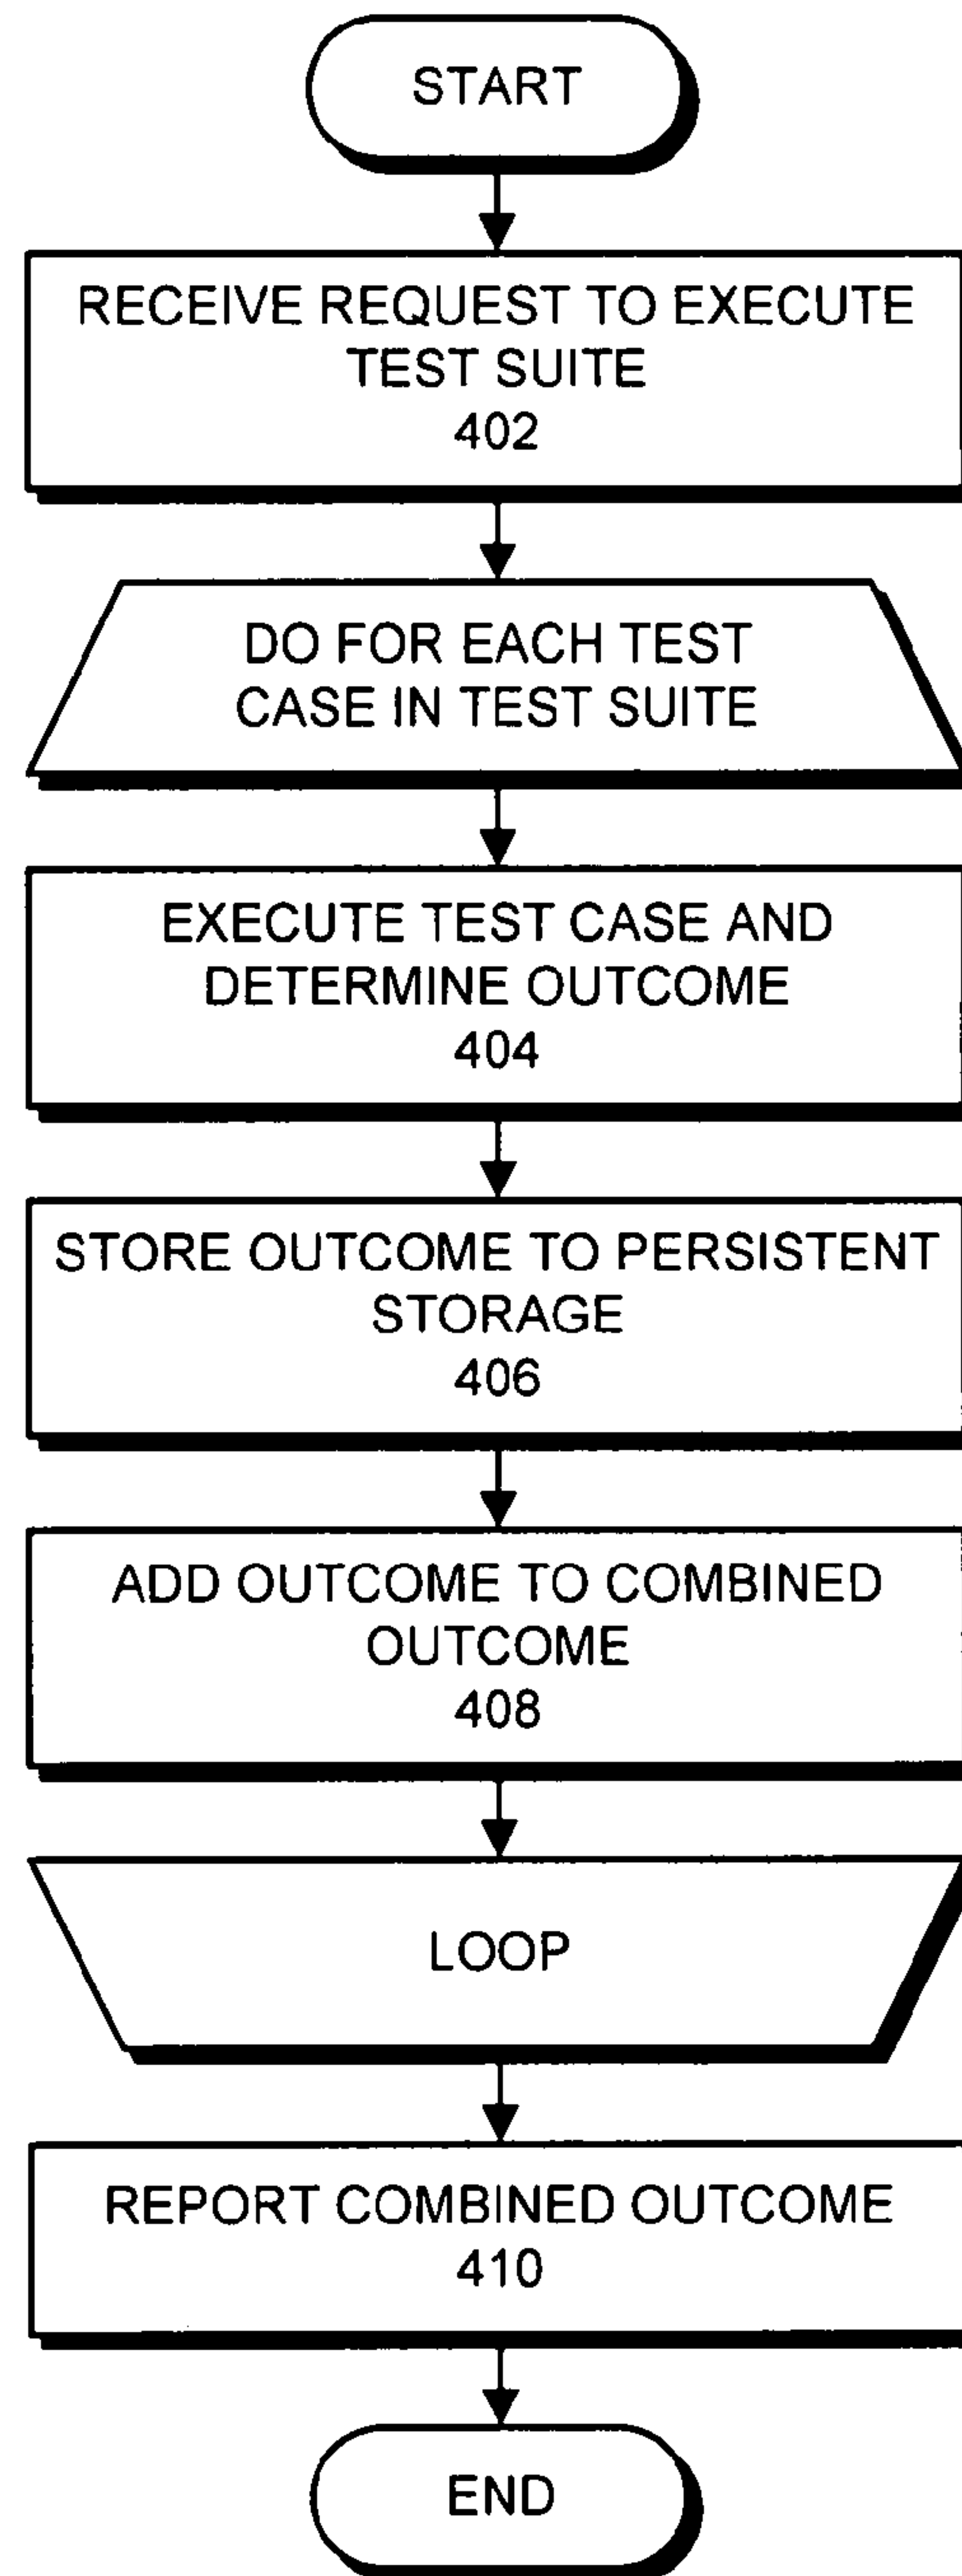 START
RECEIVE REQUEST TO EXECUTE
TEST SUITE
402
DO FOR EACH TEST
CASE IN TEST SUITE
EXECUTE TEST CASE AND
DETERMINE OUTCOME
404
STORE OUTCOME TO PERSISTENT
STORAGE
406
ADD OUTCOME TO COMBINED
OUTCOME
408
LOOP
REPORT COMBINED OUTCOME
410
END